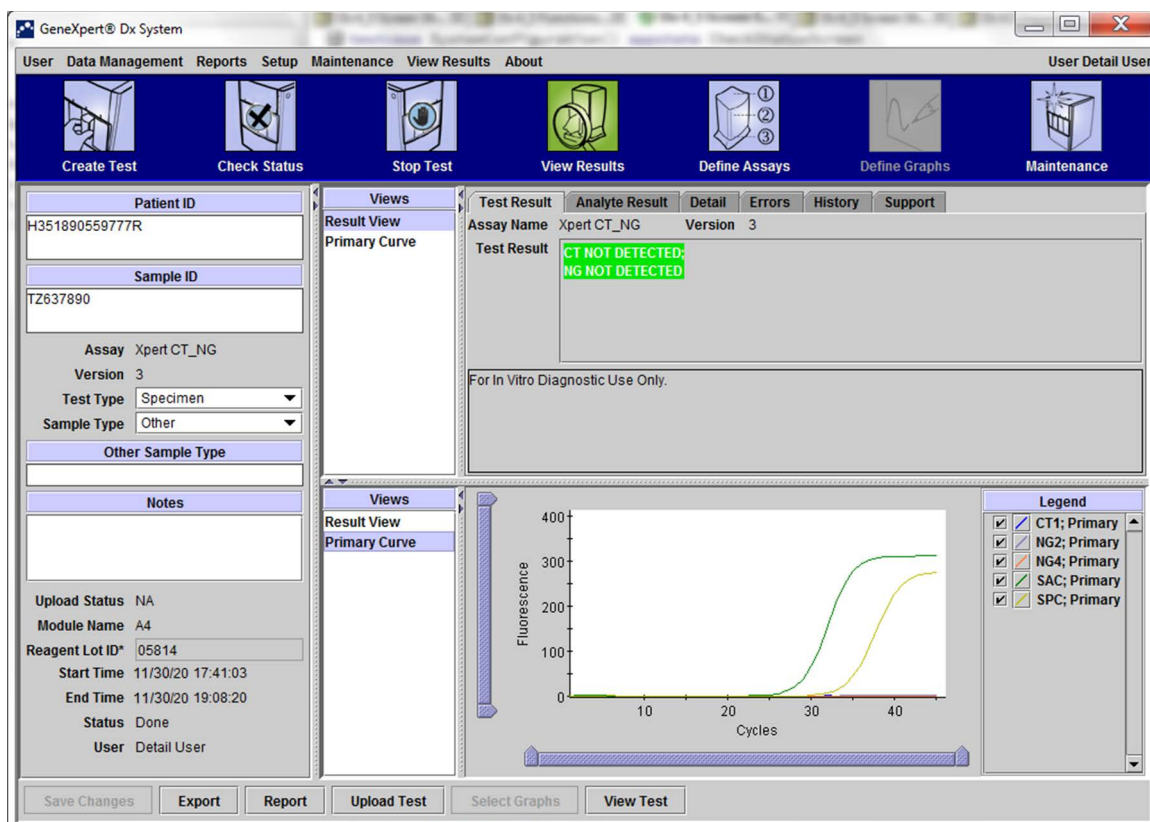 GeneXpert® Dx System
User Data Management Reports Setup Maintenance View Results About User Detail User
Create Test Check Status Stop Test View Results Define Assays Define Graphs Maintenance
Patient ID
H351890559777R
Sample ID
TZ637890
Assay Xpert CT_NG
Version 3
Test Type Specimen
Sample Type Other
Other Sample Type
Notes
Upload Status NA
Module Name A4
Reagent Lot ID* 05814
Start Time 11/30/20 17:41:03
End Time 11/30/20 19:08:20
Status Done
User Detail User
Views
Result View
Primary Curve
Test Result Analyte Result Detail Errors History Support
Assay Name Xpert CT_NG Version 3
Test Result CT NOT DETECTED;
NG NOT DETECTED
For In Vitro Diagnostic Use Only.
Views
Result View
Primary Curve
400
300
200
100
0
Fluorescence
10 20 30 40
Cycles
Legend
CT1; Primary
NG2; Primary
NG4; Primary
SAC; Primary
SPC; Primary
Save Changes Export Report Upload Test Select Graphs View Test